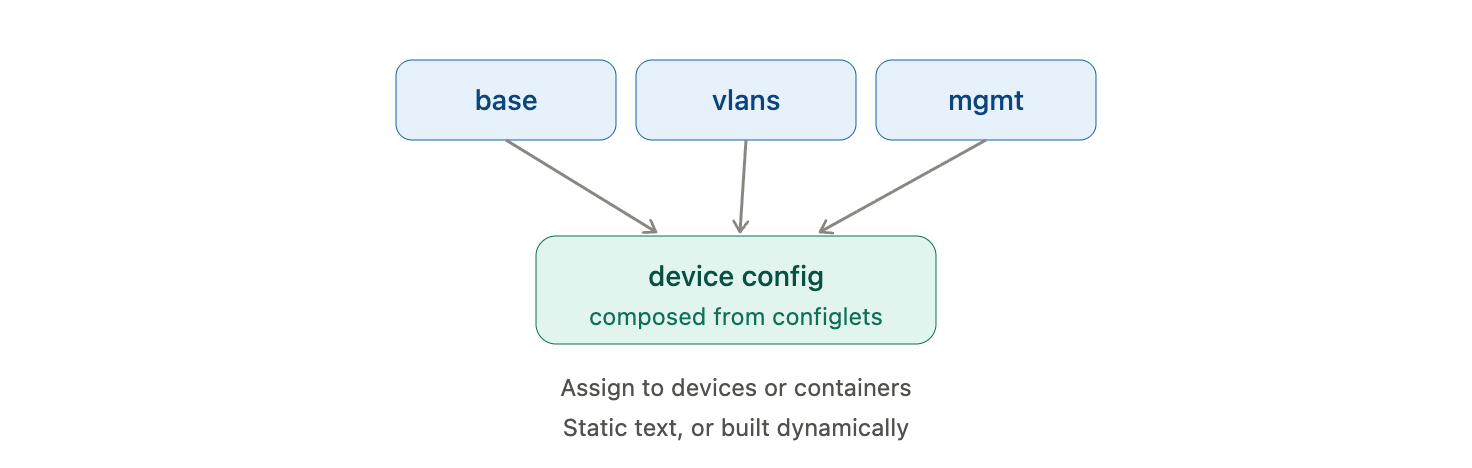 base
vlans
mgmt
device config
composed from configlets
Assign to devices or containers
Static text, or built dynamically